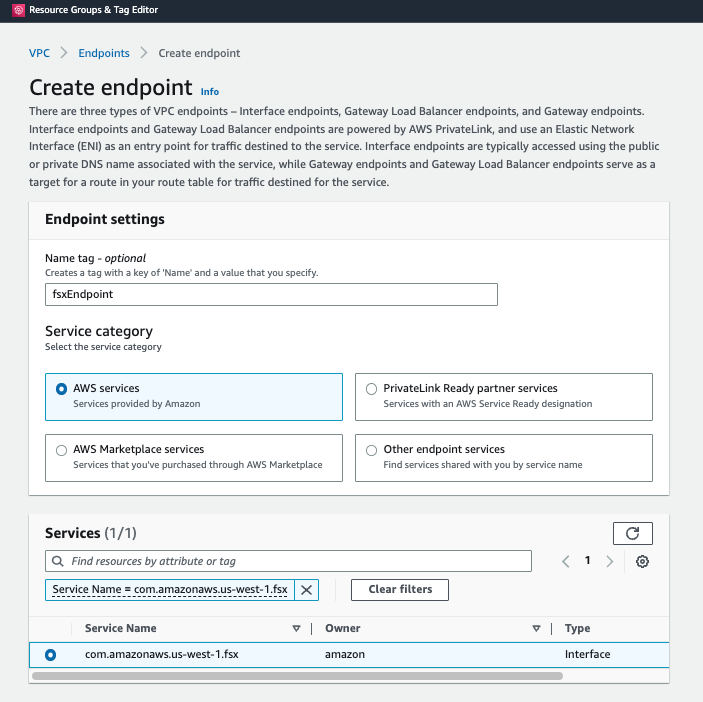 Resource Groups & Tag Editor
VPC > Endpoints > Create endpoint
Create endpoint Info
There are three types of VPC endpoints – Interface endpoints, Gateway Load Balancer endpoints, and Gateway endpoints.
Interface endpoints and Gateway Load Balancer endpoints are powered by AWS PrivateLink, and use an Elastic Network
Interface (ENI) as an entry point for traffic destined to the service. Interface endpoints are typically accessed using the public
or private DNS name associated with the service, while Gateway endpoints and Gateway Load Balancer endpoints serve as a
target for a route in your route table for traffic destined for the service.
Endpoint settings
Name tag - optional
Creates a tag with a key of 'Name' and a value that you specify.
fsxEndpoint
Service category
Select the service category
AWS services
Services provided by Amazon
PrivateLink Ready partner services
Services with an AWS Service Ready designation
AWS Marketplace services
Services that you've purchased through AWS Marketplace
Other endpoint services
Find services shared with you by service name
Services (1/1)
Find resources by attribute or tag
1
Service Name = com.amazonaws.us-west-1.fsx
Clear filters
Service Name Owner Type
com.amazonaws.us-west-1.fsx amazon Interface